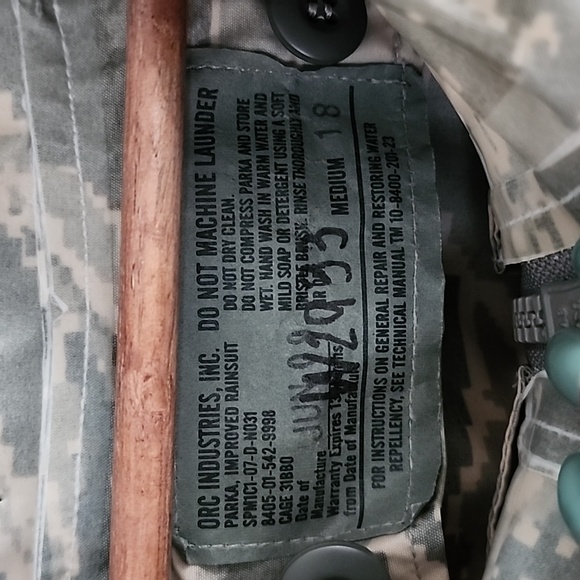 ORC INDUSTRIES, INC. DO NOT MACHINE LAUNDER
PARKA, IMPROVED RAINSUIT DO NOT DRY CLEAN.
SPM1C1-07-D-N031 DO NOT COMPRESS PARKA AND STORE
8405-01-542-9998 WET. HAND WASH IN WARM WATER AND
CAGE 31BB0 MILD SOAP OR DETERGENT USING A SOFT
Date of RINSE THOROUGHLY AND
Manufacture JUN MEDIUM 18
Warranty Expires
from Date of Manufacture
FOR INSTRUCTIONS ON GENERAL REPAIR AND RESTORING WATER
REPELLENCY, SEE TECHNICAL MANUAL TM 10-8400-201-23